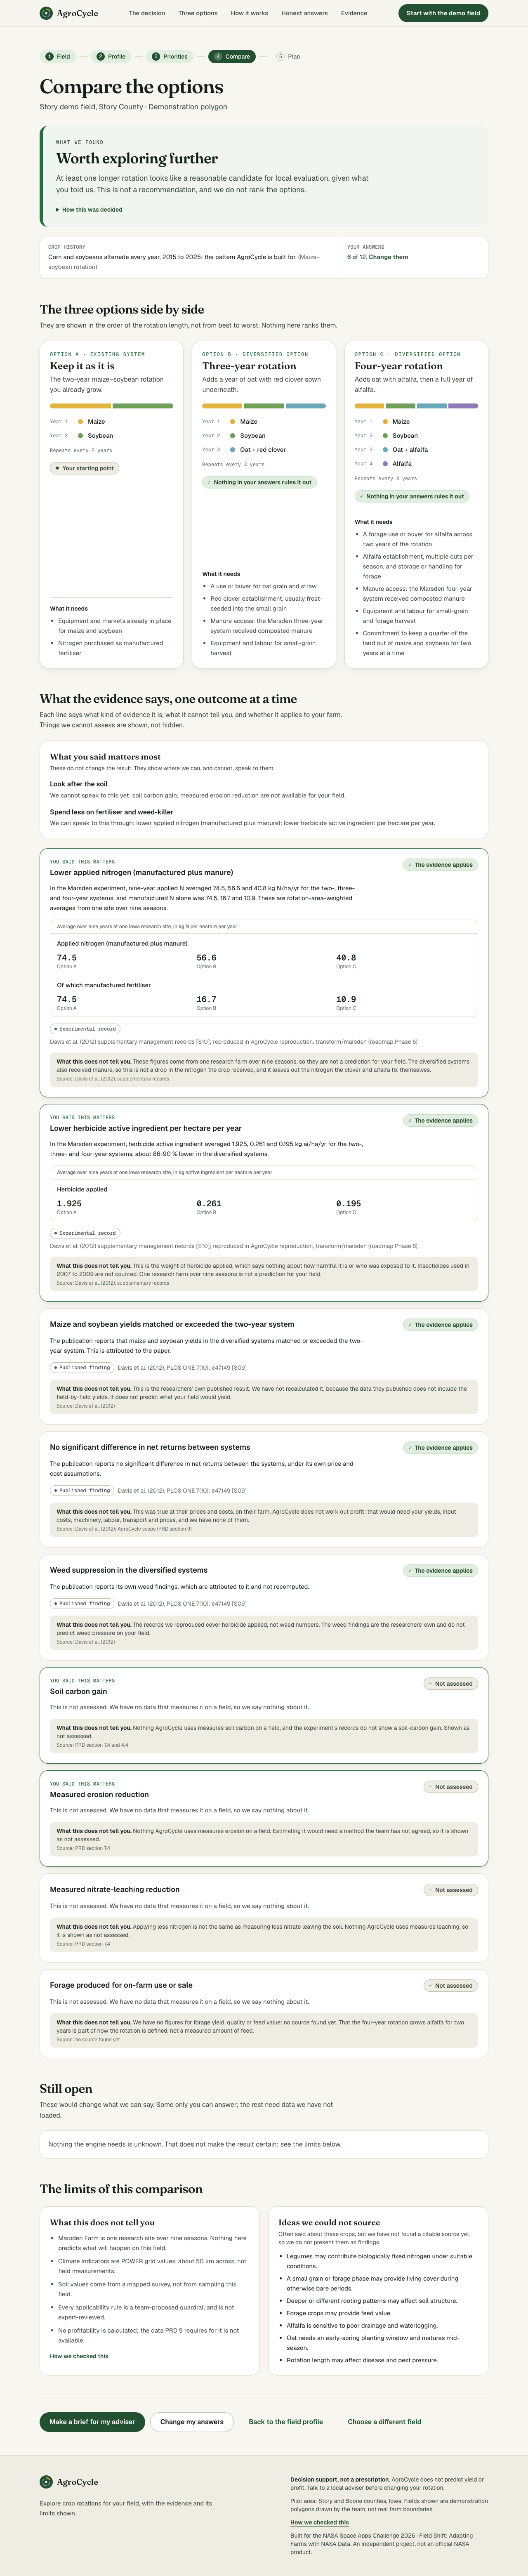 AgroCycle
The decision Three options How it works Honest answers Evidence
Start with the demo field
1 Field 2 Profile 3 Priorities 4 Compare 5 Plan
Compare the options
Story demo field, Story County · Demonstration polygon
WHAT WE FOUND
Worth exploring further
At least one longer rotation looks like a reasonable candidate for local evaluation, given what
you told us. This is not a recommendation, and we do not rank the options.
How this was decided
CROP HISTORY
Corn and soybeans alternate every year, 2015 to 2025: the pattern AgroCycle is built for. (Maize–
soybean rotation)
YOUR ANSWERS
6 of 12. Change them
The three options side by side
They are shown in the order of the rotation length, not from best to worst. Nothing here ranks them.
OPTION A · EXISTING SYSTEM
Keep it as it is
The two-year maize–soybean rotation
you already grow.
Year 1 Maize
Year 2 Soybean
Repeats every 2 years
Your starting point
What it needs
Equipment and markets already in place
for maize and soybean
Nitrogen purchased as manufactured
fertiliser
OPTION B · DIVERSIFIED OPTION
Three-year rotation
Adds a year of oat with red clover sown
underneath.
Year 1 Maize
Year 2 Soybean
Year 3 Oat + red clover
Repeats every 3 years
✓ Nothing in your answers rules it out
What it needs
A use or buyer for oat grain and straw
Red clover establishment, usually frost-
seeded into the small grain
Manure access: the Marsden three-year
system received composted manure
Equipment and labour for small-grain
harvest
OPTION C · DIVERSIFIED OPTION
Four-year rotation
Adds oat with alfalfa, then a full year of
alfalfa.
Year 1 Maize
Year 2 Soybean
Year 3 Oat + alfalfa
Year 4 Alfalfa
Repeats every 4 years
✓ Nothing in your answers rules it out
What it needs
A forage use or buyer for alfalfa across
two years of the rotation
Alfalfa establishment, multiple cuts per
season, and storage or handling for
forage
Manure access: the Marsden four-year
system received composted manure
Equipment and labour for small-grain
and forage harvest
Commitment to keep a quarter of the
land out of maize and soybean for two
years at a time
What the evidence says, one outcome at a time
Each line says what kind of evidence it is, what it cannot tell you, and whether it applies to your farm.
Things we cannot assess are shown, not hidden.
What you said matters most
These do not change the result. They show where we can, and cannot, speak to them.
Look after the soil
We cannot speak to this yet: soil carbon gain; measured erosion reduction are not available for your field.
Spend less on fertiliser and weed-killer
We can speak to this through: lower applied nitrogen (manufactured plus manure); lower herbicide active ingredient per hectare per year.
YOU SAID THIS MATTERS
Lower applied nitrogen (manufactured plus manure)
✓ The evidence applies
In the Marsden experiment, nine-year applied N averaged 74.5, 56.6 and 40.8 kg N/ha/yr for the two-, three-
and four-year systems, and manufactured N alone was 74.5, 16.7 and 10.9. These are rotation-area-weighted
averages from one site over nine seasons.
Average over nine years at one Iowa research site, in kg N per hectare per year
Applied nitrogen (manufactured plus manure)
74.5 56.6 40.8
Option A Option B Option C
Of which manufactured fertiliser
74.5 16.7 10.9
Option A Option B Option C
Experimental record
Davis et al. (2012) supplementary management records [S10]; reproduced in AgroCycle reproduction, transform/marsden (roadmap Phase 6)
What this does not tell you. These figures come from one research farm over nine seasons, so they are not a prediction for your field. The diversified systems
also received manure, so this is not a drop in the nitrogen the crop received, and it leaves out the nitrogen the clover and alfalfa fix themselves.
Source: Davis et al. (2012), supplementary records
YOU SAID THIS MATTERS
Lower herbicide active ingredient per hectare per year
✓ The evidence applies
In the Marsden experiment, herbicide active ingredient averaged 1.925, 0.261 and 0.195 kg ai/ha/yr for the two-,
three- and four-year systems, about 86-90 % lower in the diversified systems.
Average over nine years at one Iowa research site, in kg active ingredient per hectare per year
Herbicide applied
1.925 0.261 0.195
Option A Option B Option C
Experimental record
Davis et al. (2012) supplementary management records [S10]; reproduced in AgroCycle reproduction, transform/marsden (roadmap Phase 6)
What this does not tell you. This is the weight of herbicide applied, which says nothing about how harmful it is or who was exposed to it. Insecticides used in
2007 to 2009 are not counted. One research farm over nine seasons is not a prediction for your field.
Source: Davis et al. (2012), supplementary records
Maize and soybean yields matched or exceeded the two-year system
✓ The evidence applies
The publication reports that maize and soybean yields in the diversified systems matched or exceeded the two-
year system. This is attributed to the paper.
Published finding Davis et al. (2012), PLOS ONE 7(10): e47149 [S09]
What this does not tell you. This is the researchers' own published result. We have not recalculated it, because the data they published does not include the
field-by-field yields. It does not predict what your field would yield.
Source: Davis et al. (2012)
No significant difference in net returns between systems
✓ The evidence applies
The publication reports no significant difference in net returns between the systems, under its own price and
cost assumptions.
Published finding Davis et al. (2012), PLOS ONE 7(10): e47149 [S09]
What this does not tell you. This was true at their prices and costs, on their farm. AgroCycle does not work out profit: that would need your yields, input
costs, machinery, labour, transport and prices, and we have none of them.
Source: Davis et al. (2012); AgroCycle scope (PRD section 9)
Weed suppression in the diversified systems
✓ The evidence applies
The publication reports its own weed findings, which are attributed to it and not recomputed.
Published finding Davis et al. (2012), PLOS ONE 7(10): e47149 [S09]
What this does not tell you. The records we reproduced cover herbicide applied, not weed numbers. The weed findings are the researchers' own and do not
predict weed pressure on your field.
Source: Davis et al. (2012)
YOU SAID THIS MATTERS
Soil carbon gain
– Not assessed
This is not assessed. We have no data that measures it on a field, so we say nothing about it.
What this does not tell you. Nothing AgroCycle uses measures soil carbon on a field, and the experiment's records do not show a soil-carbon gain. Shown as
not assessed.
Source: PRD section 7.4 and 4.4
YOU SAID THIS MATTERS
Measured erosion reduction
– Not assessed
This is not assessed. We have no data that measures it on a field, so we say nothing about it.
What this does not tell you. Nothing AgroCycle uses measures erosion on a field. Estimating it would need a method the team has not agreed, so it is shown
as not assessed.
Source: PRD section 7.4
Measured nitrate-leaching reduction
– Not assessed
This is not assessed. We have no data that measures it on a field, so we say nothing about it.
What this does not tell you. Applying less nitrogen is not the same as measuring less nitrate leaving the soil. Nothing AgroCycle uses measures leaching, so
it is shown as not assessed.
Source: PRD section 7.4
Forage produced for on-farm use or sale
– Not assessed
This is not assessed. We have no data that measures it on a field, so we say nothing about it.
What this does not tell you. We have no figures for forage yield, quality or feed value: no source found yet. That the four-year rotation grows alfalfa for two
years is part of how the rotation is defined, not a measured amount of feed.
Source: no source found yet
Still open
These would change what we can say. Some only you can answer; the rest need data we have not
loaded.
Nothing the engine needs is unknown. That does not make the result certain: see the limits below.
The limits of this comparison
What this does not tell you
Marsden Farm is one research site over nine seasons. Nothing here
predicts what will happen on this field.
Climate indicators are POWER grid values, about 50 km across, not
field measurements.
Soil values come from a mapped survey, not from sampling this
field.
Every applicability rule is a team-proposed guardrail and is not
expert-reviewed.
No profitability is calculated; the data PRD 9 requires for it is not
available.
How we checked this
Ideas we could not source
Often said about these crops, but we have not found a citable source yet,
so we do not present them as findings.
Legumes may contribute biologically fixed nitrogen under suitable
conditions.
A small grain or forage phase may provide living cover during
otherwise bare periods.
Deeper or different rooting patterns may affect soil structure.
Forage crops may provide feed value.
Alfalfa is sensitive to poor drainage and waterlogging.
Oat needs an early-spring planting window and matures mid-
season.
Rotation length may affect disease and pest pressure.
Make a brief for my adviser Change my answers Back to the field profile Choose a different field
AgroCycle
Explore crop rotations for your field, with the evidence and its
limits shown.
Decision support, not a prescription. AgroCycle does not predict yield or
profit. Talk to a local adviser before changing your rotation.
Pilot area: Story and Boone counties, Iowa. Fields shown are demonstration
polygons drawn by the team, not real farm boundaries.
How we checked this
Built for the NASA Space Apps Challenge 2026 · Field Shift: Adapting
Farms with NASA Data. An independent project, not an official NASA
product.